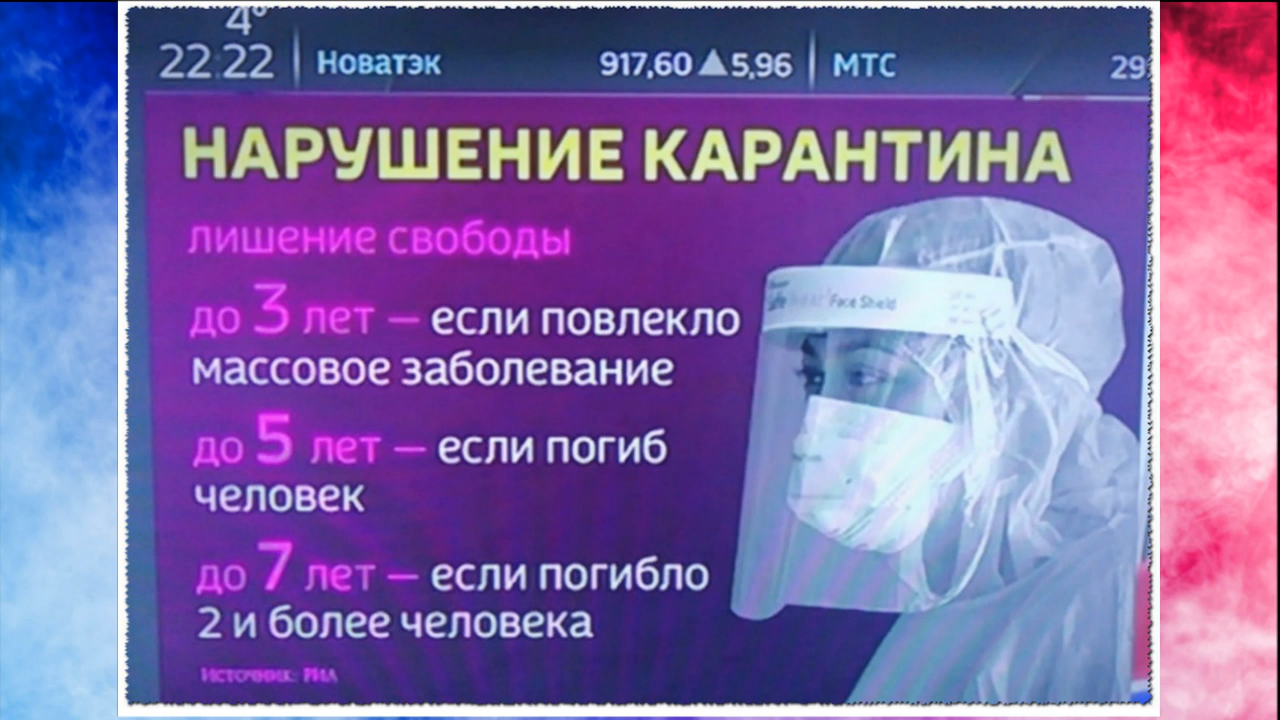 4°
22:22 Новатэк 917,60 ▲ 5,96 МТС 29
НАРУШЕНИЕ КАРАНТИНА
лишение свободы
до 3 лет — если повлекло
массовое заболевание
до 5 лет — если погиб
человек
до 7 лет — если погибло
2 и более человека
Источник:
Face Shield